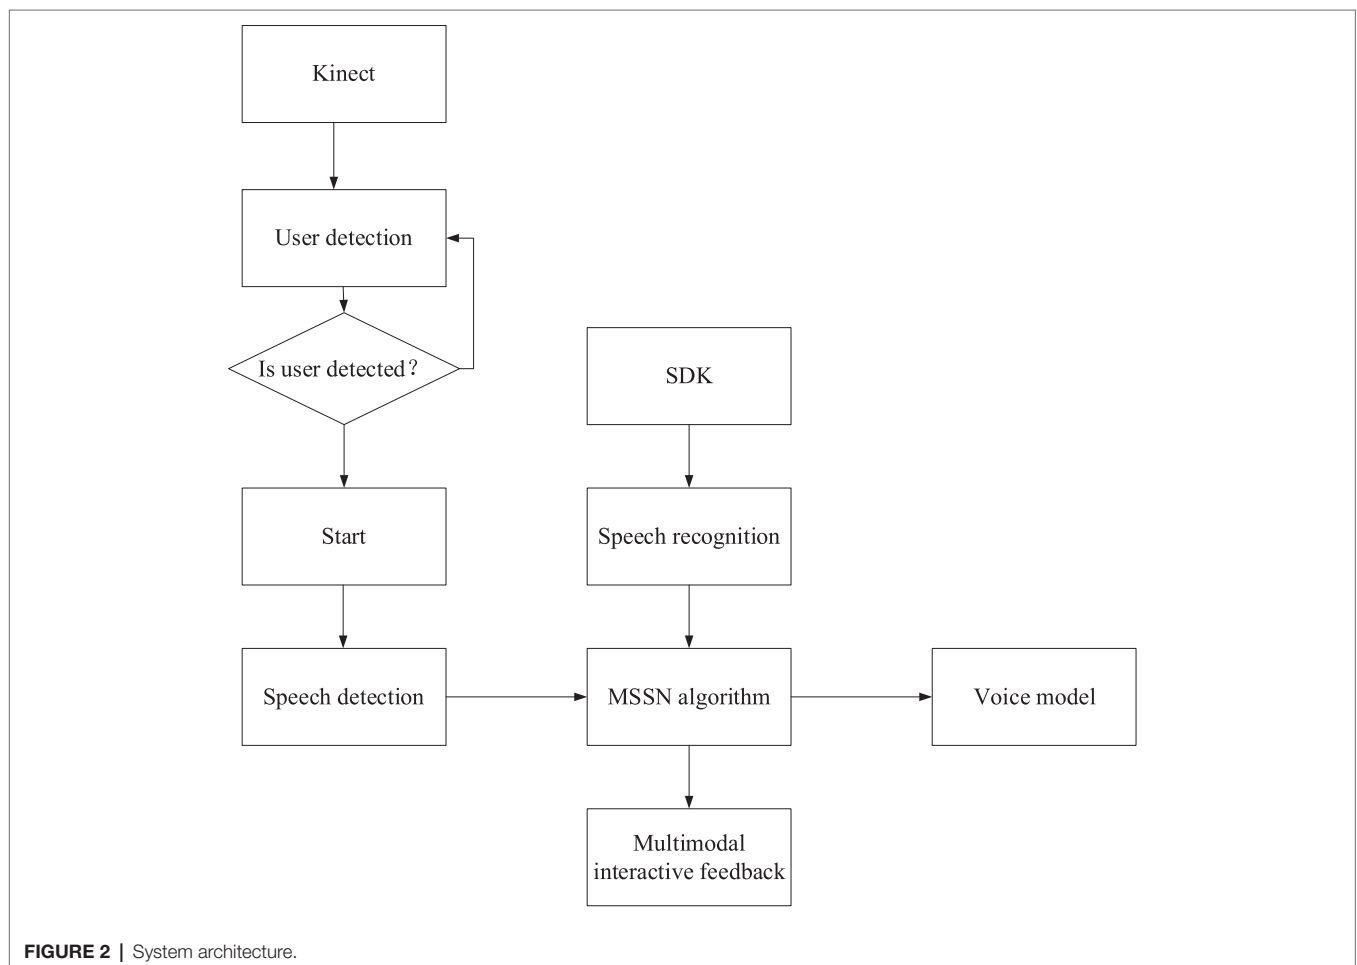 Kinect
User detection
Is user detected？
SDK
Start
Speech recognition
Speech detection
MSSN algorithm
Voice model
Multimodal
interactive feedback
FIGURE 2 | System architecture.